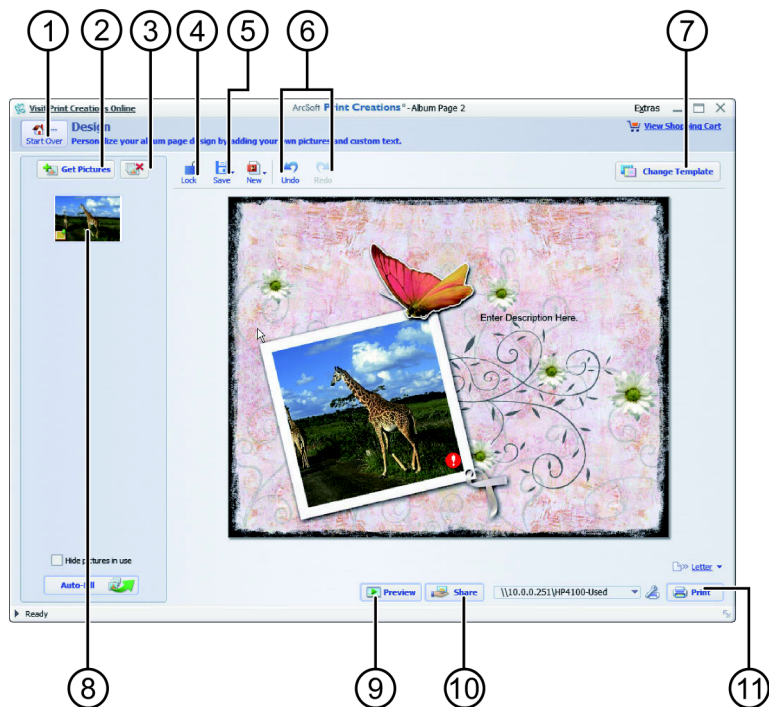 1 2 3 4 5 6 7
Visit Print Creations Online
ArcSoft Print Creations® - Album Page 2
Extras
Start Over
Design
Personalize your album page design by adding your own pictures and custom text.
View Shopping Cart
Get Pictures
Lock
Save
New
Undo
Redo
Change Template
Enter Description Here.
Hide pictures in use
Auto-Fill
Letter
Preview
Share
\\10.0.0.251\HP4100-Used
Print
Ready
8 9 10 11